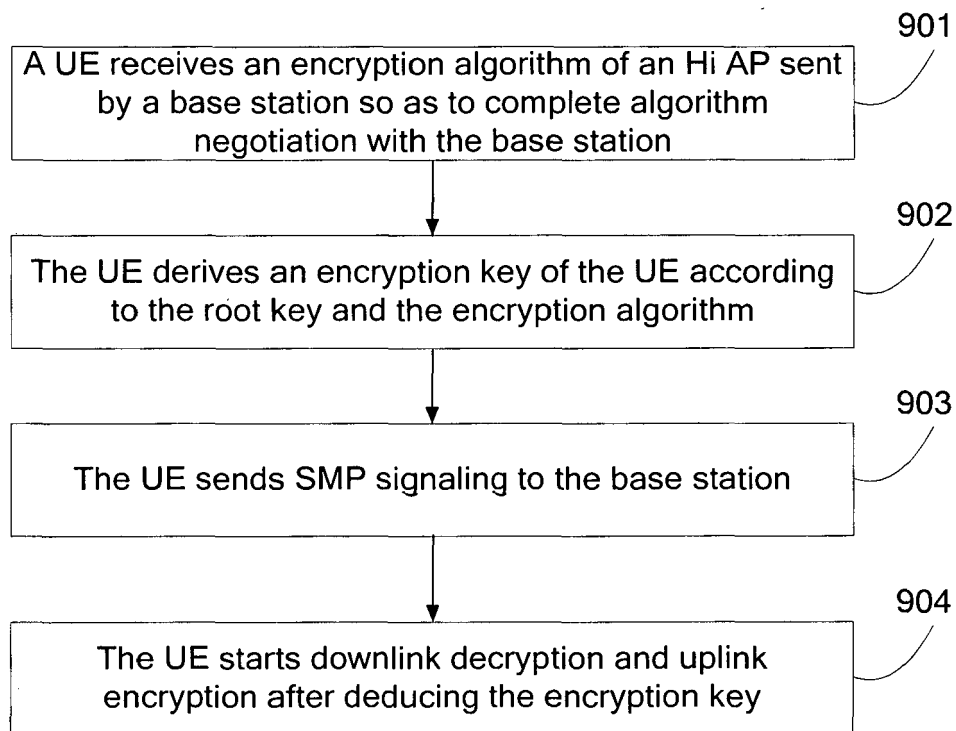 901
A UE receives an encryption algorithm of an Hi AP sent
by a base station so as to complete algorithm
negotiation with the base station
902
The UE derives an encryption key of the UE according
to the root key and the encryption algorithm
903
The UE sends SMP signaling to the base station
904
The UE starts downlink decryption and uplink
encryption after deducing the encryption key